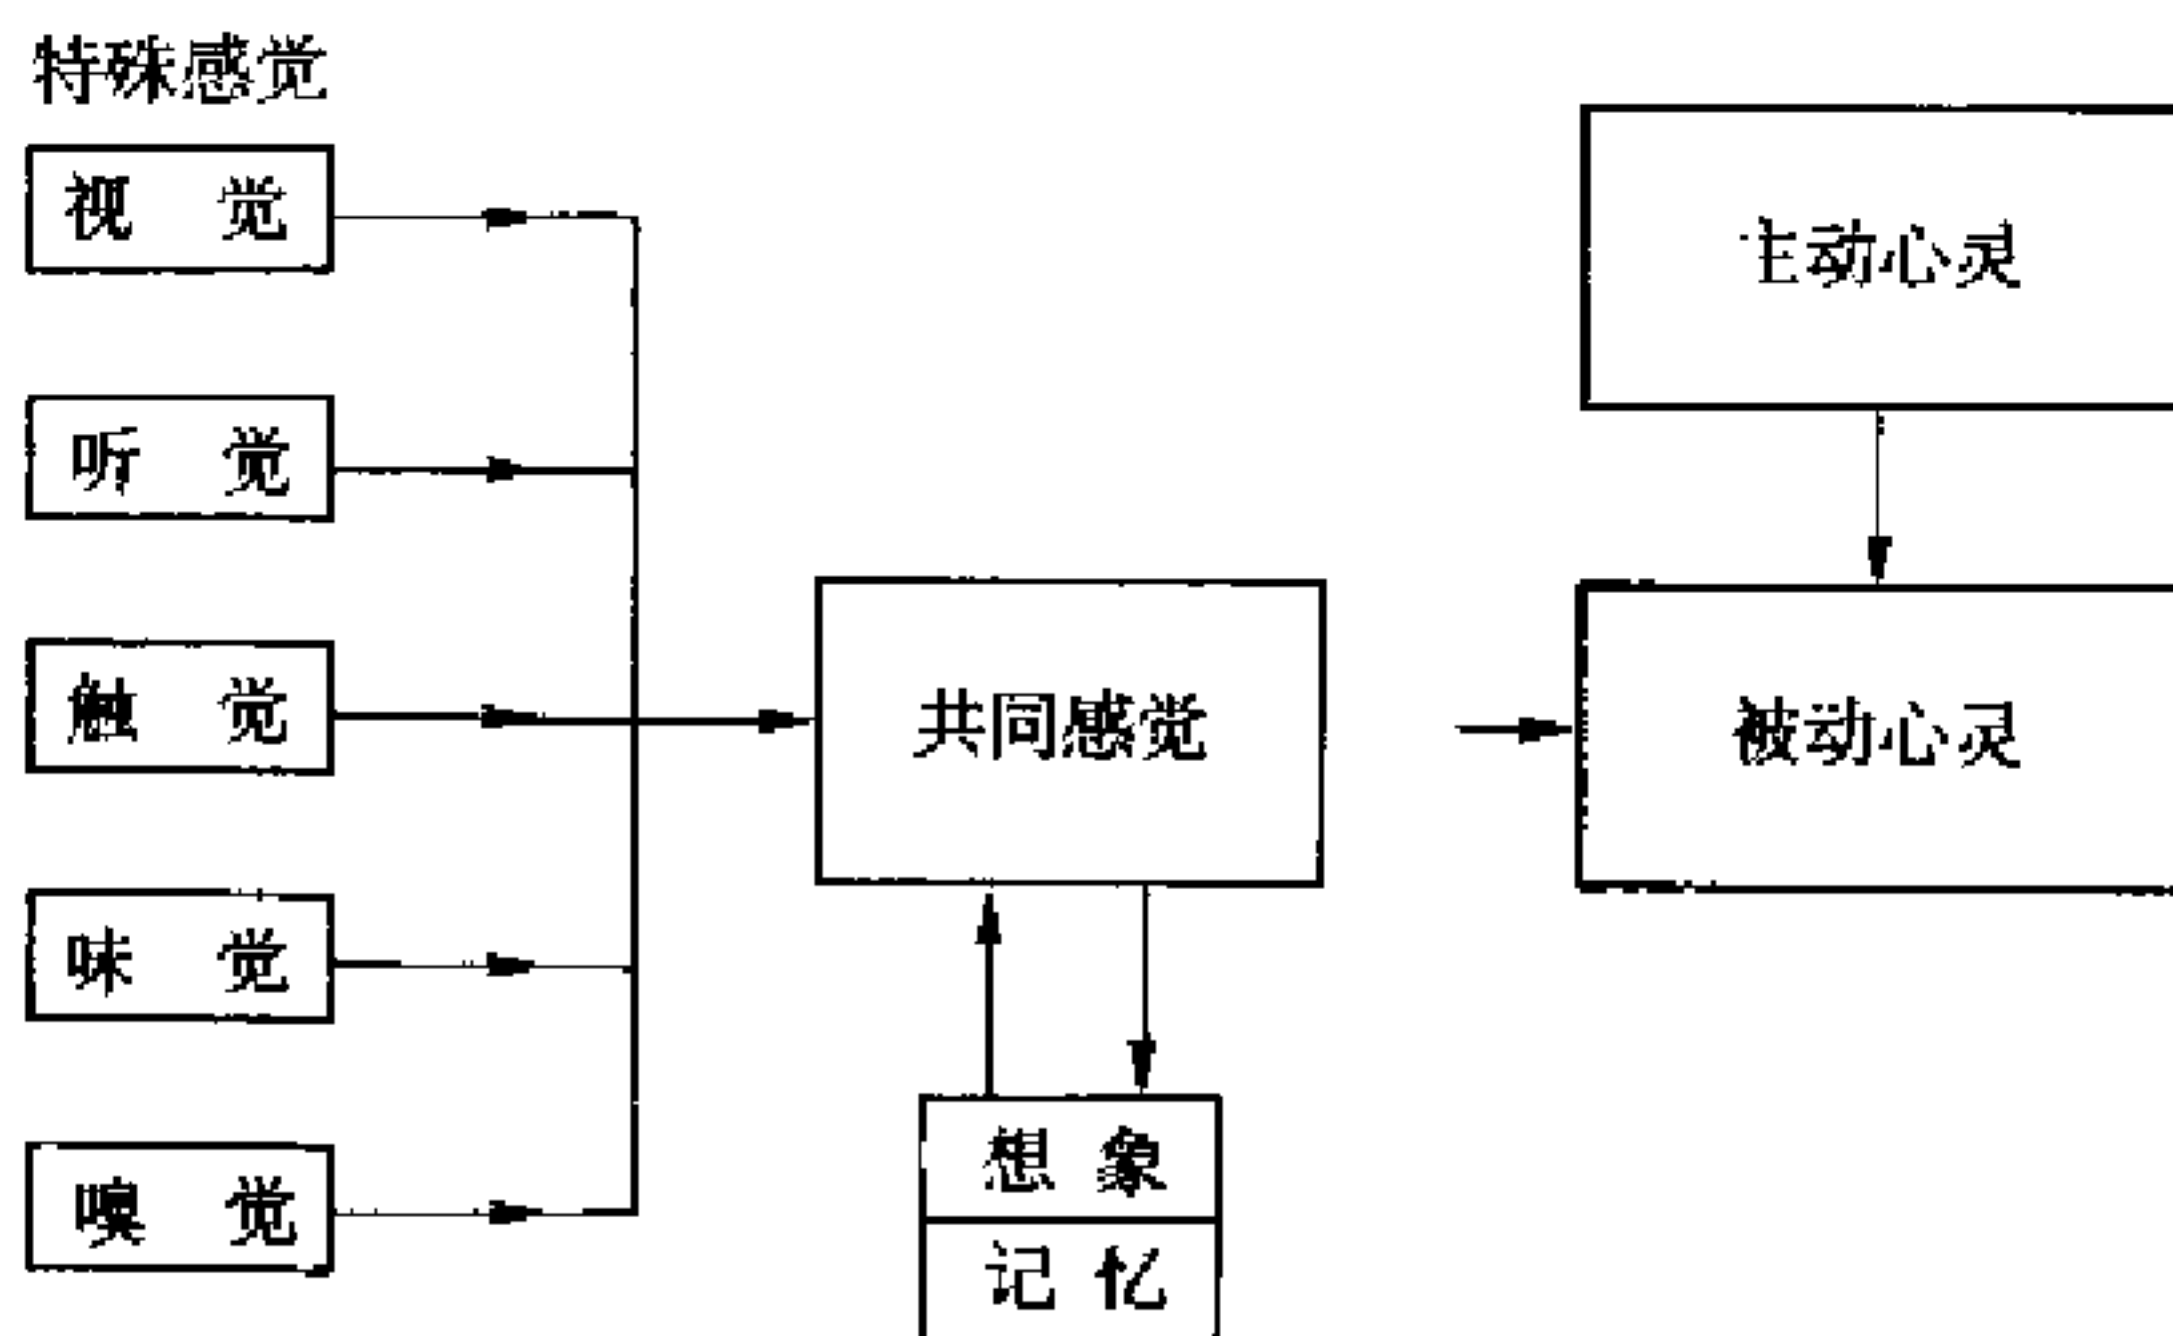 特殊感觉
视 觉
听 觉
触 觉
味 觉
嗅 觉
共同感觉
想 象
记 忆
主动心灵
被动心灵